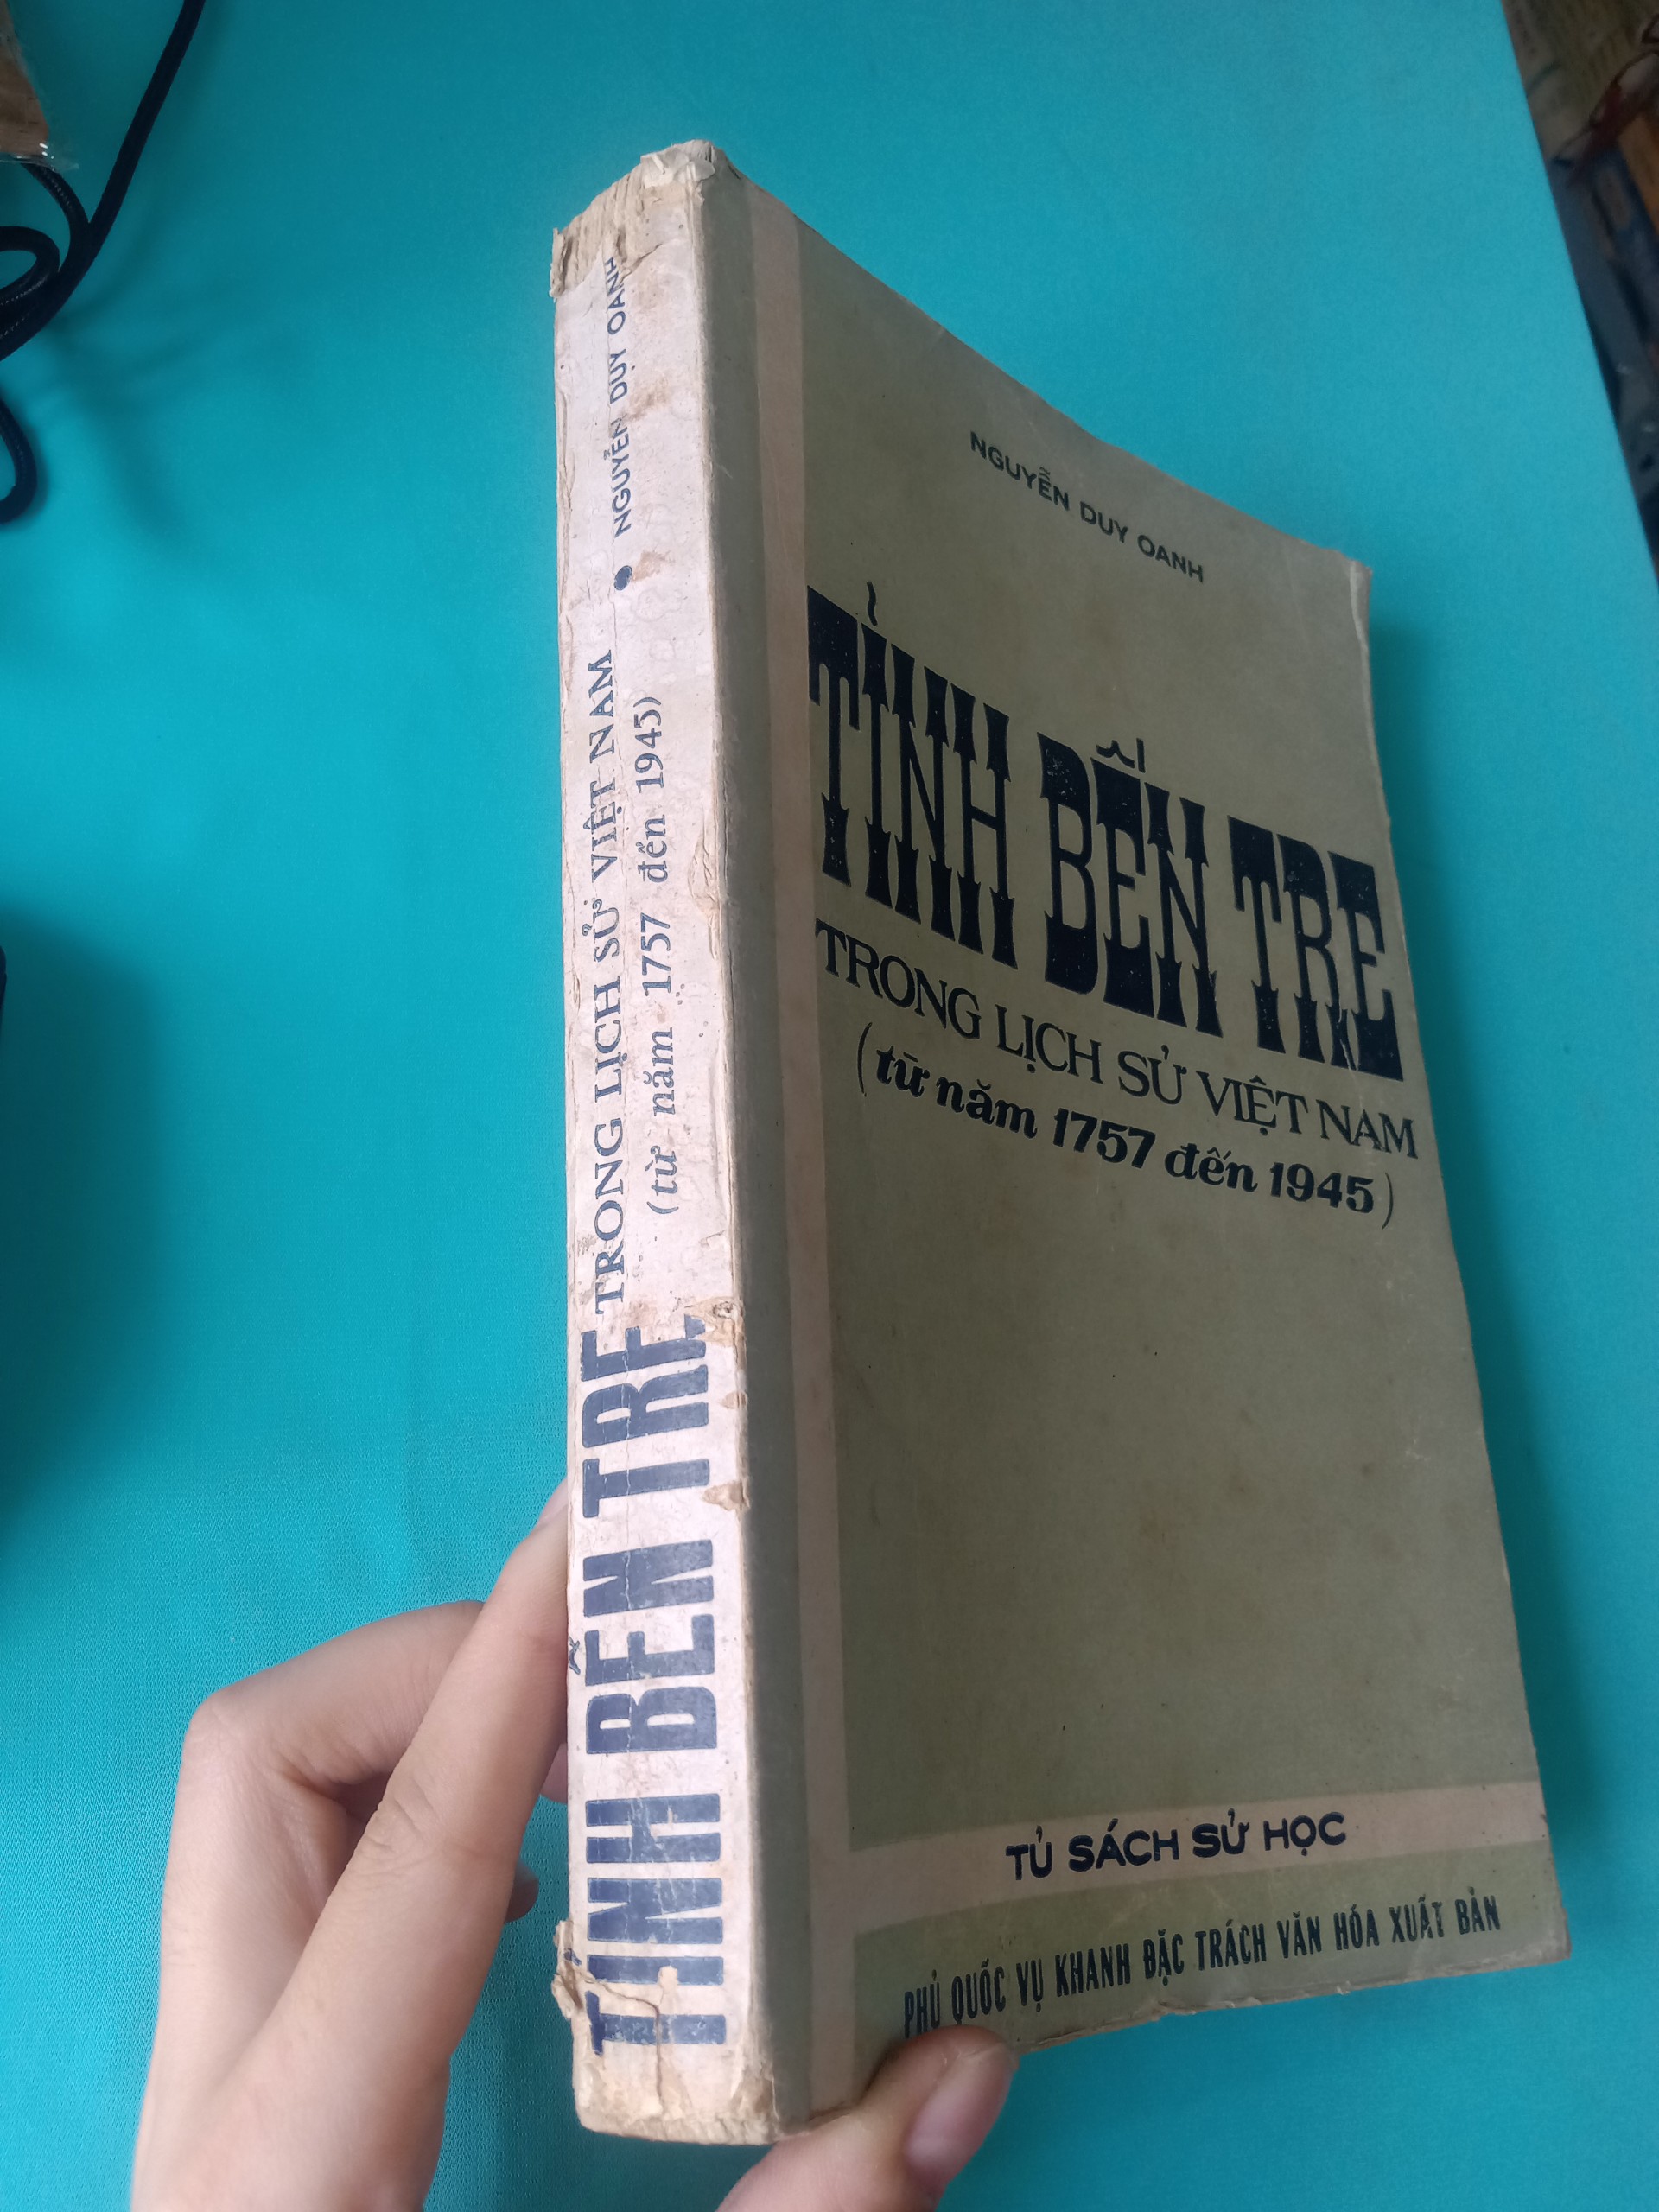 NGUYỄN DUY OANH
TỈNH BẾN TRE
TRONG LỊCH SỬ VIỆT NAM
(từ năm 1757 đến 1945)
TỦ SÁCH SỬ HỌC
PHỦ QUỐC VỤ KHANH ĐẶC TRÁCH VĂN HÓA XUẤT BẢN
TỈNH BẾN TRE TRONG LỊCH SỬ VIỆT NAM • NGUYỄN DUY OANH
(từ năm 1757 đến 1945)